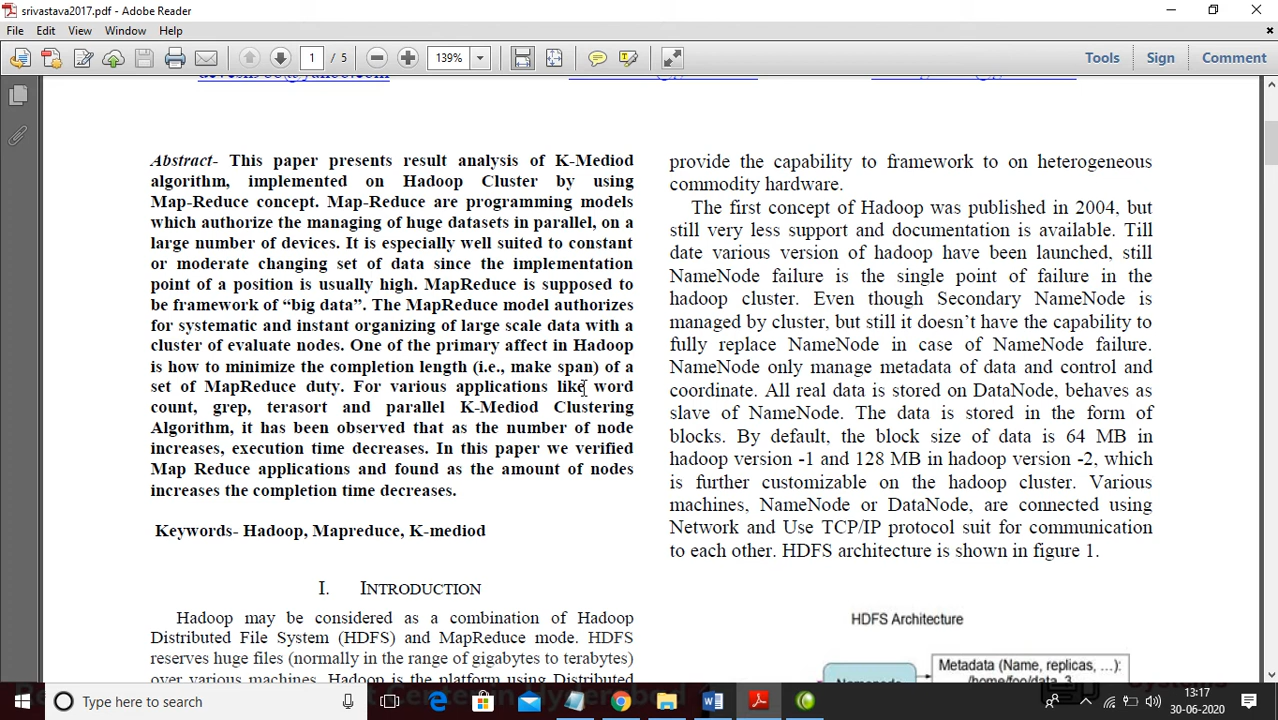 srivastava2017.pdf - Adobe Reader
File Edit View Window Help
1 / 5 139% Tools Sign Comment
Abstract- This paper presents result analysis of K-Mediod
algorithm, implemented on Hadoop Cluster by using
Map-Reduce concept. Map-Reduce are programming models
which authorize the managing of huge datasets in parallel, on a
large number of devices. It is especially well suited to constant
or moderate changing set of data since the implementation
point of a position is usually high. MapReduce is supposed to
be framework of “big data”. The MapReduce model authorizes
for systematic and instant organizing of large scale data with a
cluster of evaluate nodes. One of the primary affect in Hadoop
is how to minimize the completion length (i.e., make span) of a
set of MapReduce duty. For various applications like word
count, grep, terasort and parallel K-Mediod Clustering
Algorithm, it has been observed that as the number of node
increases, execution time decreases. In this paper we verified
Map Reduce applications and found as the amount of nodes
increases the completion time decreases.
Keywords- Hadoop, Mapreduce, K-mediod
I. INTRODUCTION
Hadoop may be considered as a combination of Hadoop
Distributed File System (HDFS) and MapReduce mode. HDFS
reserves huge files (normally in the range of gigabytes to terabytes)
over various machines. Hadoop is the platform using Distributed
provide the capability to framework to on heterogeneous
commodity hardware.
The first concept of Hadoop was published in 2004, but
still very less support and documentation is available. Till
date various version of hadoop have been launched, still
NameNode failure is the single point of failure in the
hadoop cluster. Even though Secondary NameNode is
managed by cluster, but still it doesn’t have the capability to
fully replace NameNode in case of NameNode failure.
NameNode only manage metadata of data and control and
coordinate. All real data is stored on DataNode, behaves as
slave of NameNode. The data is stored in the form of
blocks. By default, the block size of data is 64 MB in
hadoop version -1 and 128 MB in hadoop version -2, which
is further customizable on the hadoop cluster. Various
machines, NameNode or DataNode, are connected using
Network and Use TCP/IP protocol suit for communication
to each other. HDFS architecture is shown in figure 1.
HDFS Architecture
Metadata (Name, replicas, …):
/home/foo/data, 3,
Type here to search
13:17
30-06-2020